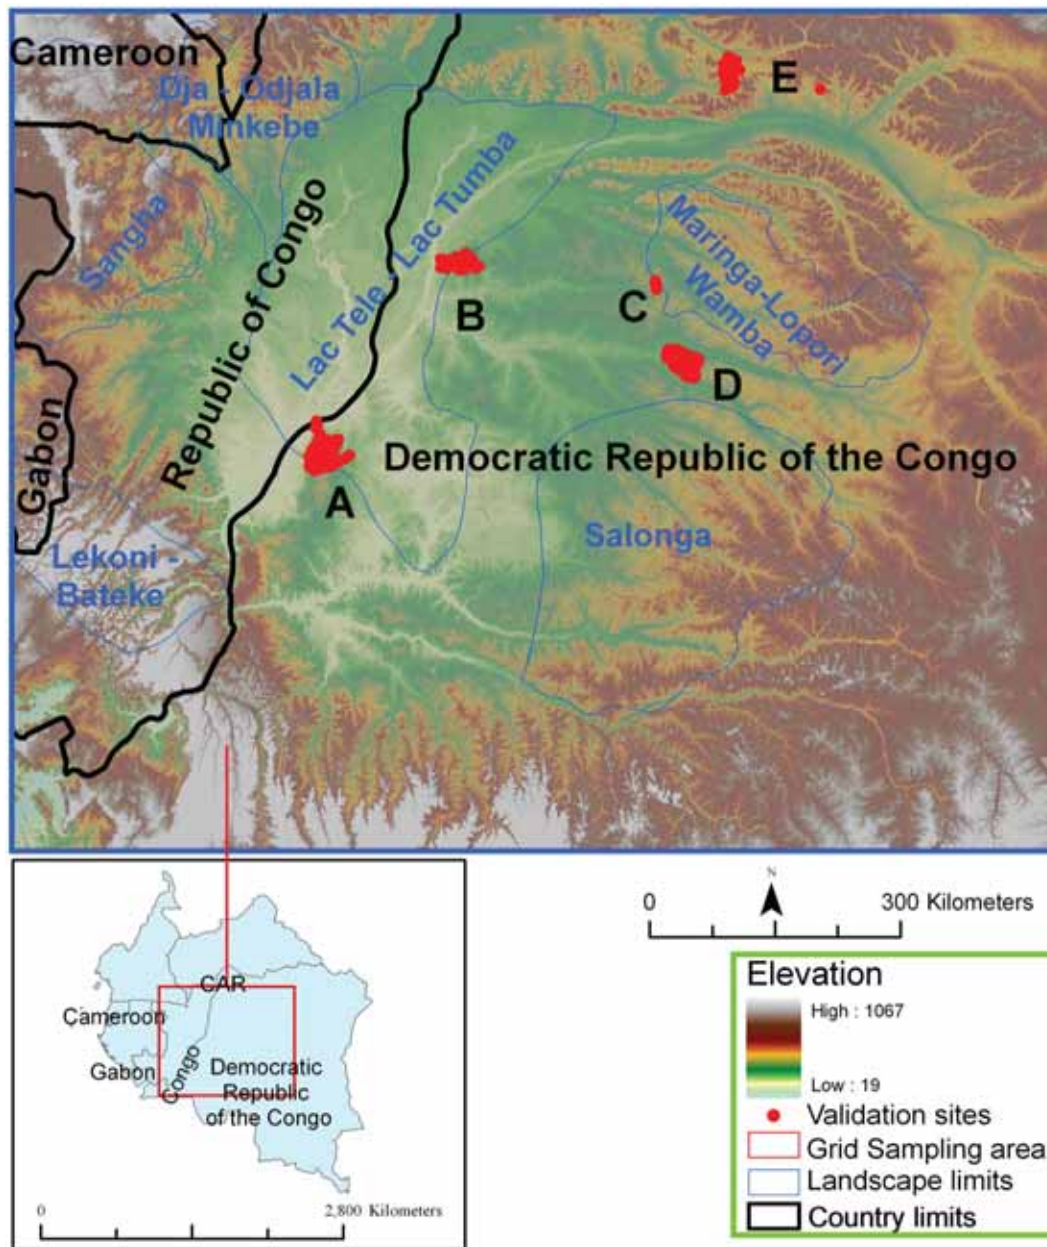 Cameroon
Dja - Odjala
Minkebe
Sangha
Republic of Congo
Gabon
Lekoni -
Bateke
Lac Tele - Lac Tumba
A
B
C
D
E
Maringa-Lopori
Wamba
Democratic Republic of the Congo
Salonga
CAR
Cameroon
Gabon
Congo
Democratic
Republic
of the Congo
0 2,800 Kilometers
N
0 300 Kilometers
Elevation
High : 1067
Low : 19
Validation sites
Grid Sampling area
Landscape limits
Country limits